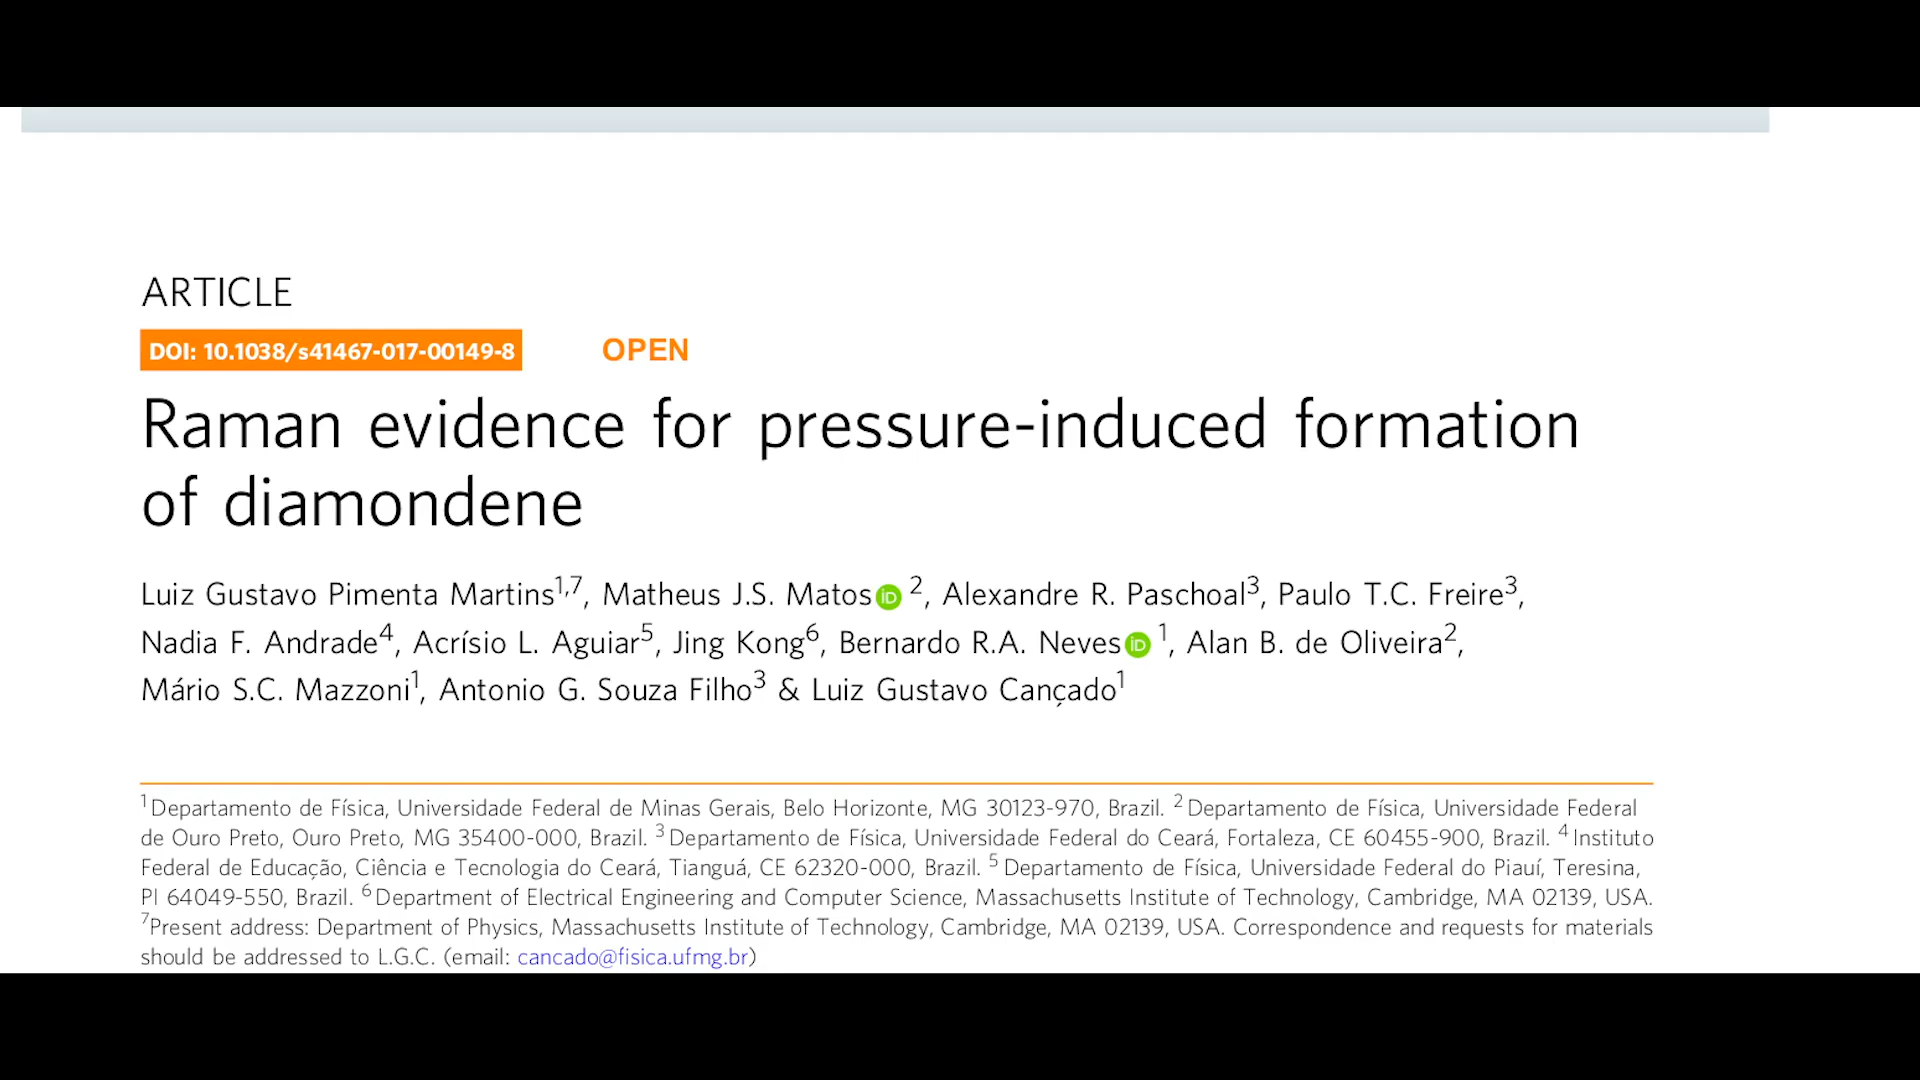 ARTICLE
DOI: 10.1038/s41467-017-00149-8 OPEN
Raman evidence for pressure-induced formation
of diamondene
Luiz Gustavo Pimenta Martins1,7, Matheus J.S. Matos iD 2, Alexandre R. Paschoal3, Paulo T.C. Freire3,
Nadia F. Andrade4, Acrísio L. Aguiar5, Jing Kong6, Bernardo R.A. Neves iD 1, Alan B. de Oliveira2,
Mário S.C. Mazzoni1, Antonio G. Souza Filho3 & Luiz Gustavo Cançado1
1 Departamento de Física, Universidade Federal de Minas Gerais, Belo Horizonte, MG 30123-970, Brazil. 2 Departamento de Física, Universidade Federal
de Ouro Preto, Ouro Preto, MG 35400-000, Brazil. 3 Departamento de Física, Universidade Federal do Ceará, Fortaleza, CE 60455-900, Brazil. 4 Instituto
Federal de Educação, Ciência e Tecnologia do Ceará, Tianguá, CE 62320-000, Brazil. 5 Departamento de Física, Universidade Federal do Piauí, Teresina,
PI 64049-550, Brazil. 6 Department of Electrical Engineering and Computer Science, Massachusetts Institute of Technology, Cambridge, MA 02139, USA.
7Present address: Department of Physics, Massachusetts Institute of Technology, Cambridge, MA 02139, USA. Correspondence and requests for materials
should be addressed to L.G.C. (email: cancado@fisica.ufmg.br)